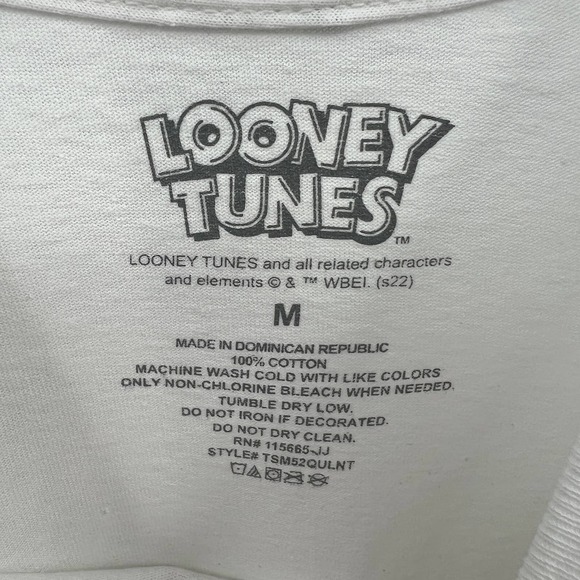 LOONEY
TUNES
™
LOONEY TUNES and all related characters
and elements © & ™ WBEI. (s22)
M
MADE IN DOMINICAN REPUBLIC
100% COTTON
MACHINE WASH COLD WITH LIKE COLORS
ONLY NON-CHLORINE BLEACH WHEN NEEDED.
TUMBLE DRY LOW.
DO NOT IRON IF DECORATED.
DO NOT DRY CLEAN.
RN# 115665-JJ
STYLE# TSM52QULNT